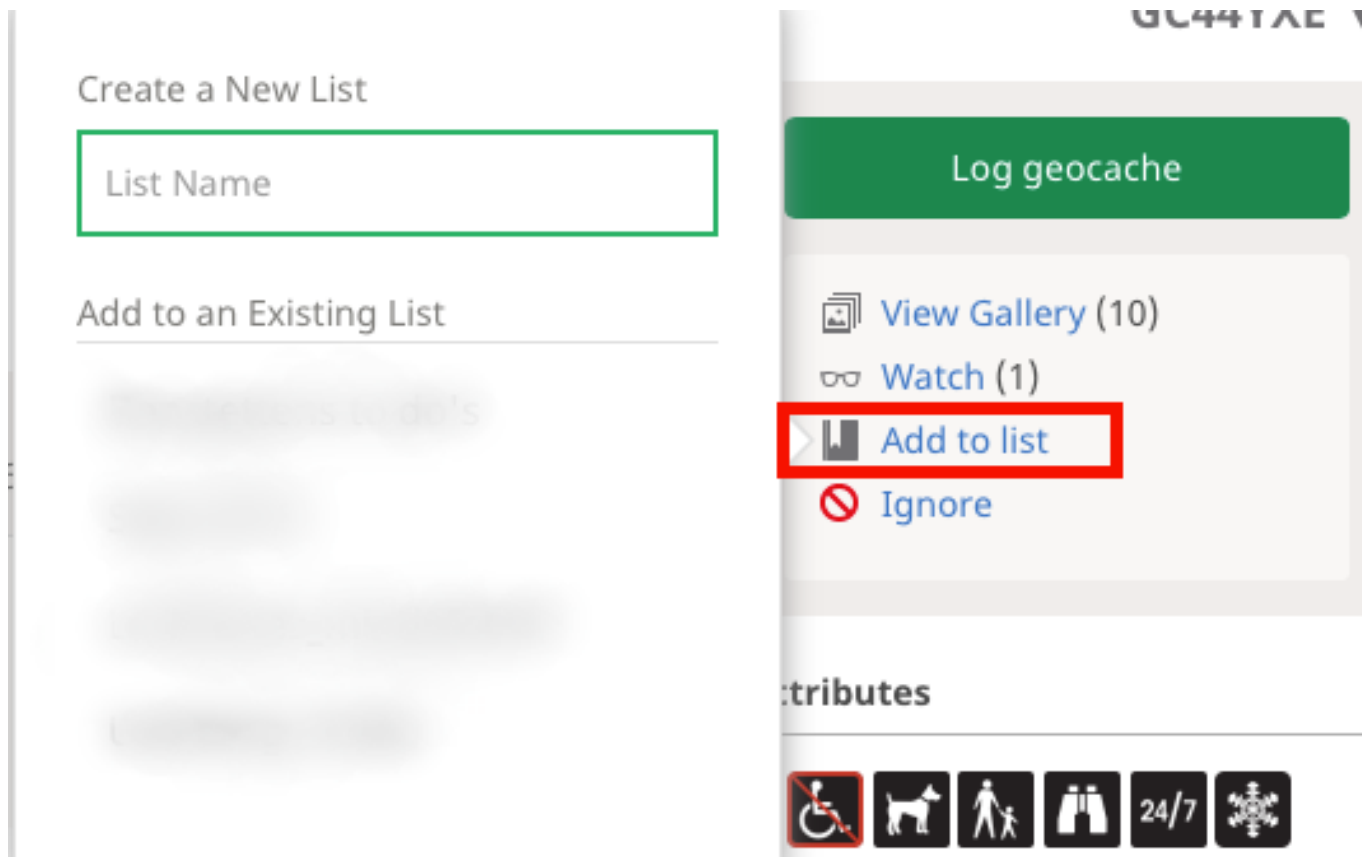 Create a New List
List Name
Add to an Existing List
GC44YXE
Log geocache
View Gallery (10)
Watch (1)
Add to list
Ignore
ttributes
24/7